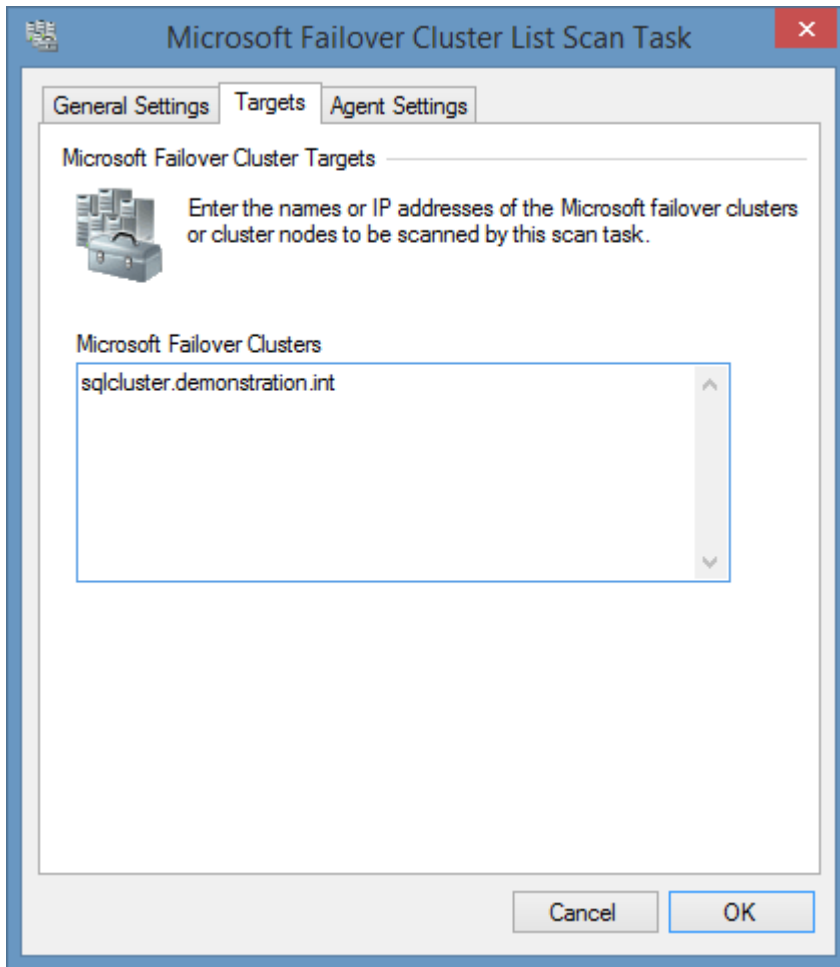 Microsoft Failover Cluster List Scan Task
General Settings
Targets
Agent Settings
Microsoft Failover Cluster Targets
Enter the names or IP addresses of the Microsoft failover clusters
or cluster nodes to be scanned by this scan task.
Microsoft Failover Clusters
sqlcluster.demonstration.int
Cancel
OK